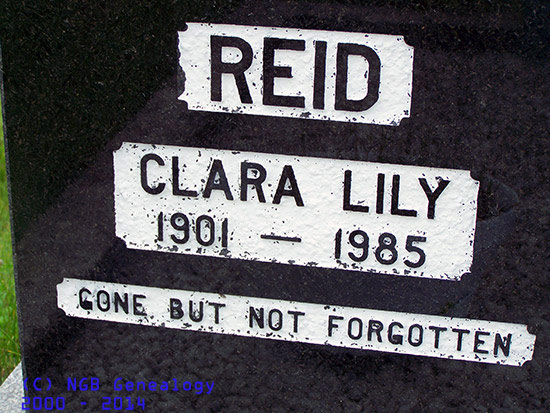 REID
CLARA LILY
1901 — 1985
GONE BUT NOT FORGOTTEN
(C) NGB Genealogy
2000 - 2014